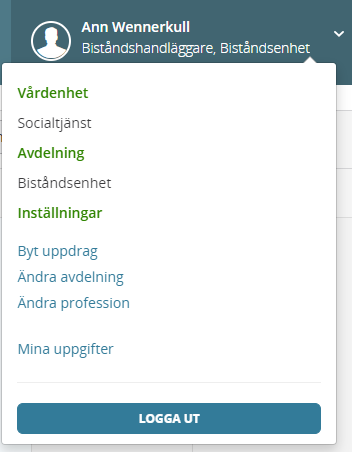 Ann Wennerkull
Biståndshandläggare, Biståndsenhet
Vårdenhet
Socialtjänst
Avdelning
Biståndsenhet
Inställningar
Byt uppdrag
Ändra avdelning
Ändra profession
Mina uppgifter
LOGGA UT